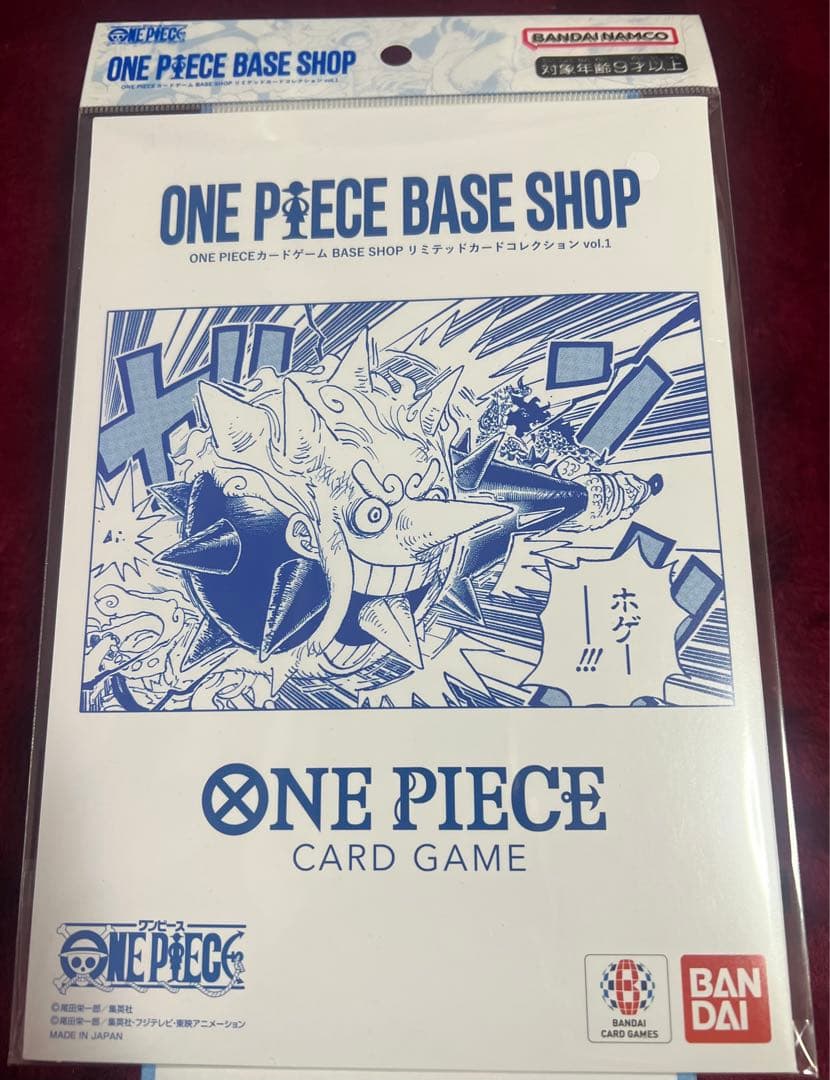 ONE PIECE
ONE PIECE BASE SHOP
ONE PIECE カードゲーム BASE SHOP リミテッドカードコレクション vol.1
BANDAI NAMCO
対象年齢9才以上
ONE PIECE BASE SHOP
ONE PIECEカードゲーム BASE SHOP リミテッドカードコレクション vol.1
ホゲーー!!!
ONE PIECE
CARD GAME
ワンピース
ONE PIECE
©尾田栄一郎／集英社
©尾田栄一郎／集英社・フジテレビ・東映アニメーション
MADE IN JAPAN
B
BANDAI
CARD GAMES
BAN
DAI